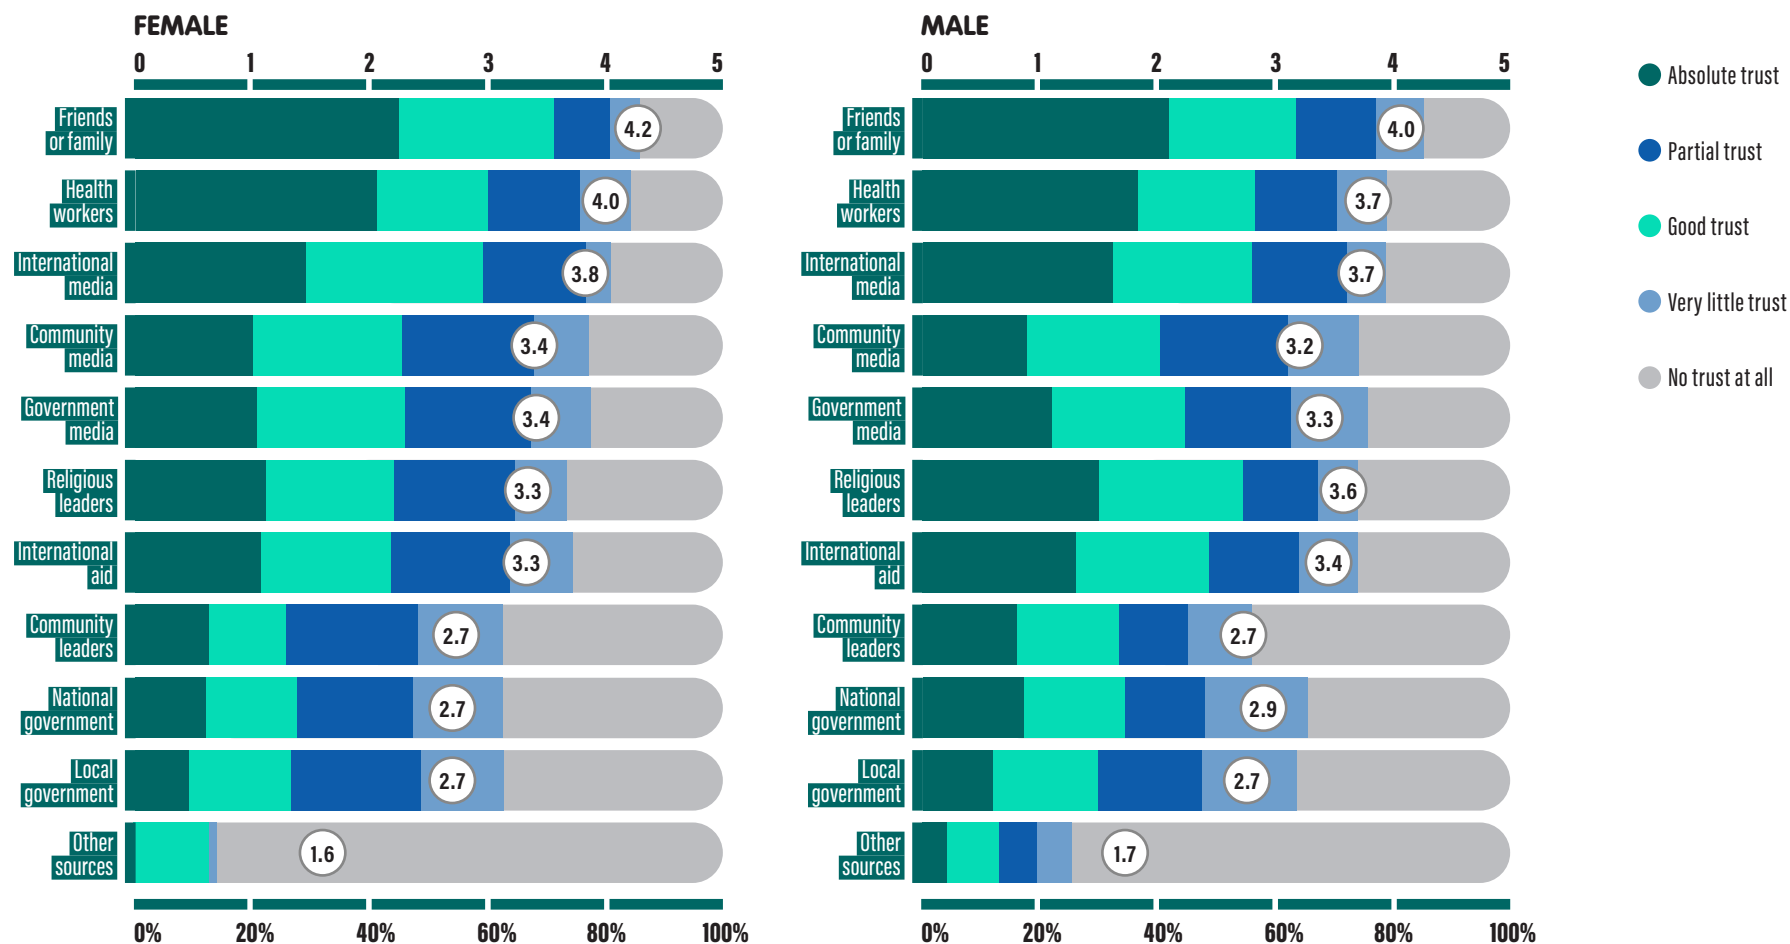 FEMALE
0 1 2 3 4 5
Friends
or family
4.2
Health
workers
4.0
International
media
3.8
Community
media
3.4
Government
media
3.4
Religious
leaders
3.3
International
aid
3.3
Community
leaders
2.7
National
government
2.7
Local
government
2.7
Other
sources
1.6
0% 20% 40% 60% 80% 100%
MALE
0 1 2 3 4 5
Friends
or family
4.0
Health
workers
3.7
International
media
3.7
Community
media
3.2
Government
media
3.3
Religious
leaders
3.6
International
aid
3.4
Community
leaders
2.7
National
government
2.9
Local
government
2.7
Other
sources
1.7
0% 20% 40% 60% 80% 100%
Absolute trust
Partial trust
Good trust
Very little trust
No trust at all